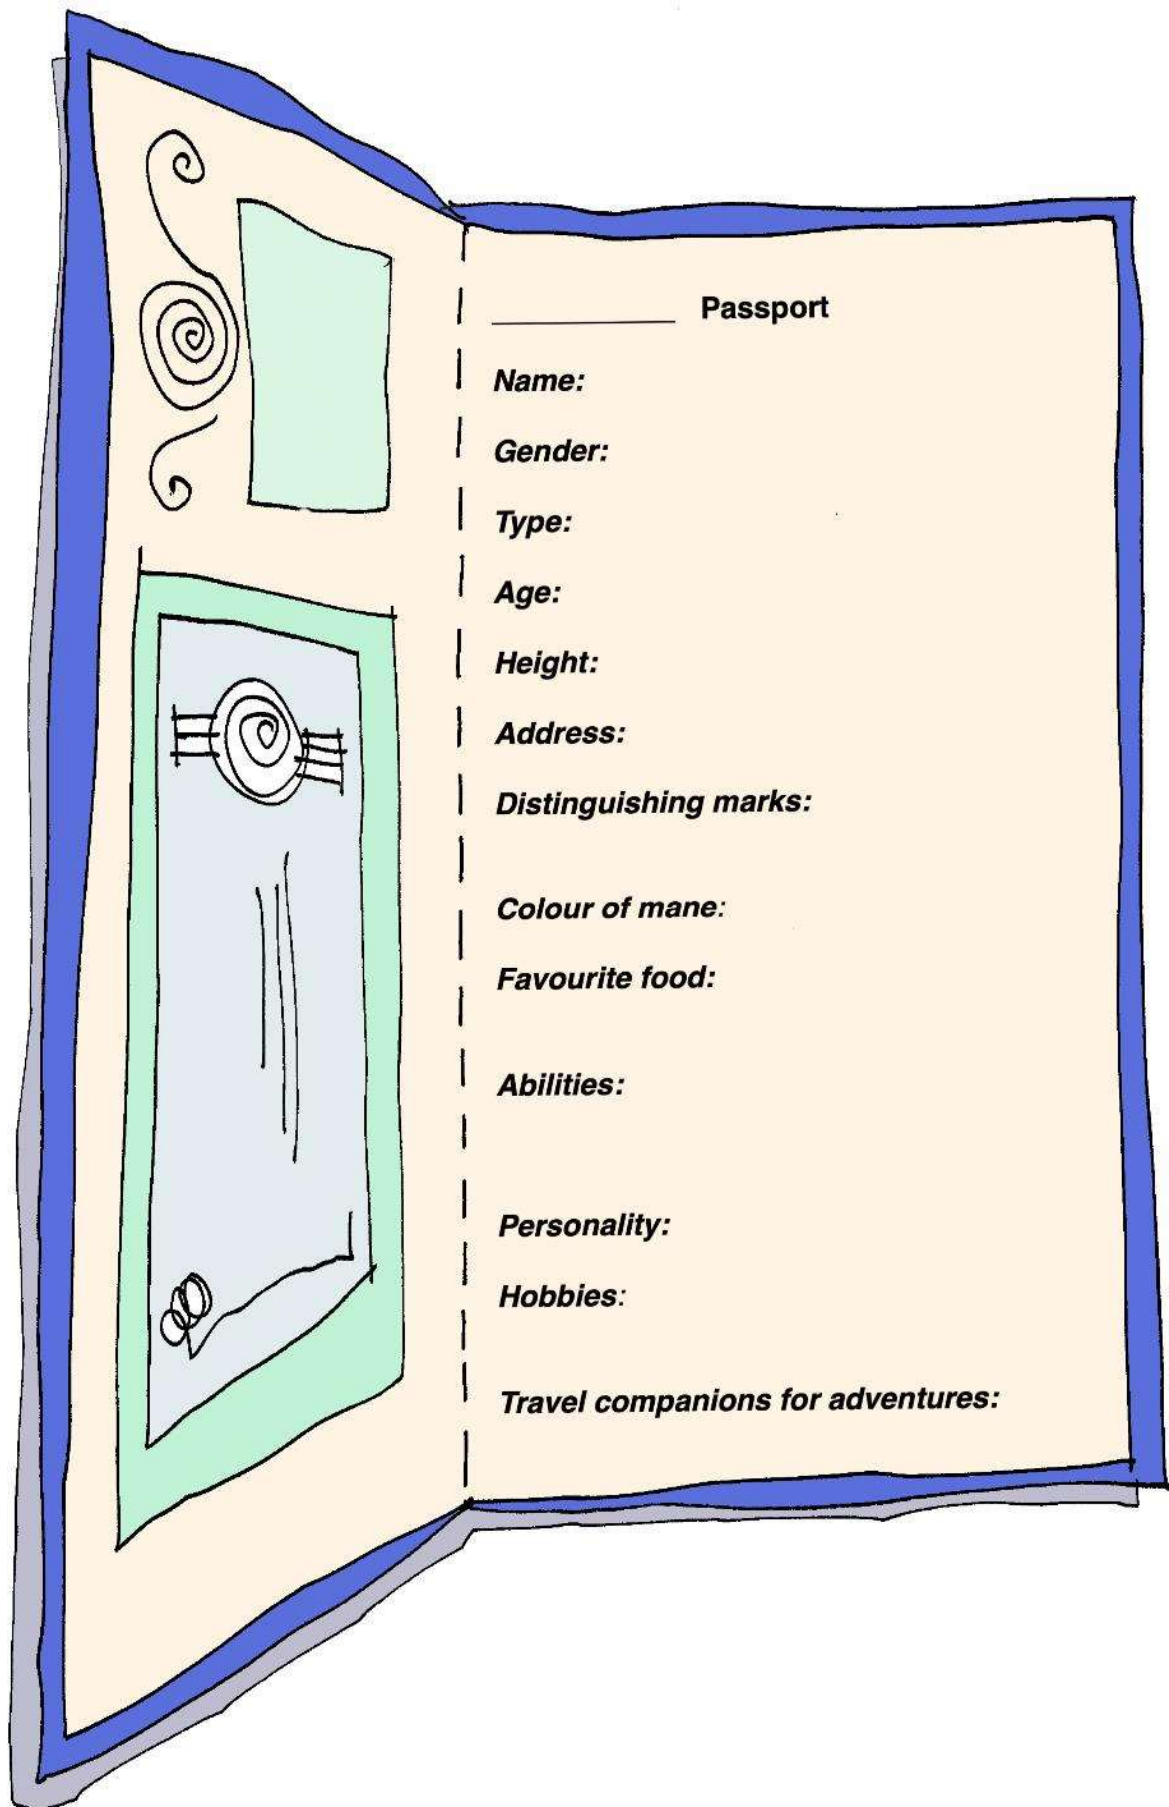 ________ Passport
Name:
Gender:
Type:
Age:
Height:
Address:
Distinguishing marks:
Colour of mane:
Favourite food:
Abilities:
Personality:
Hobbies:
Travel companions for adventures: